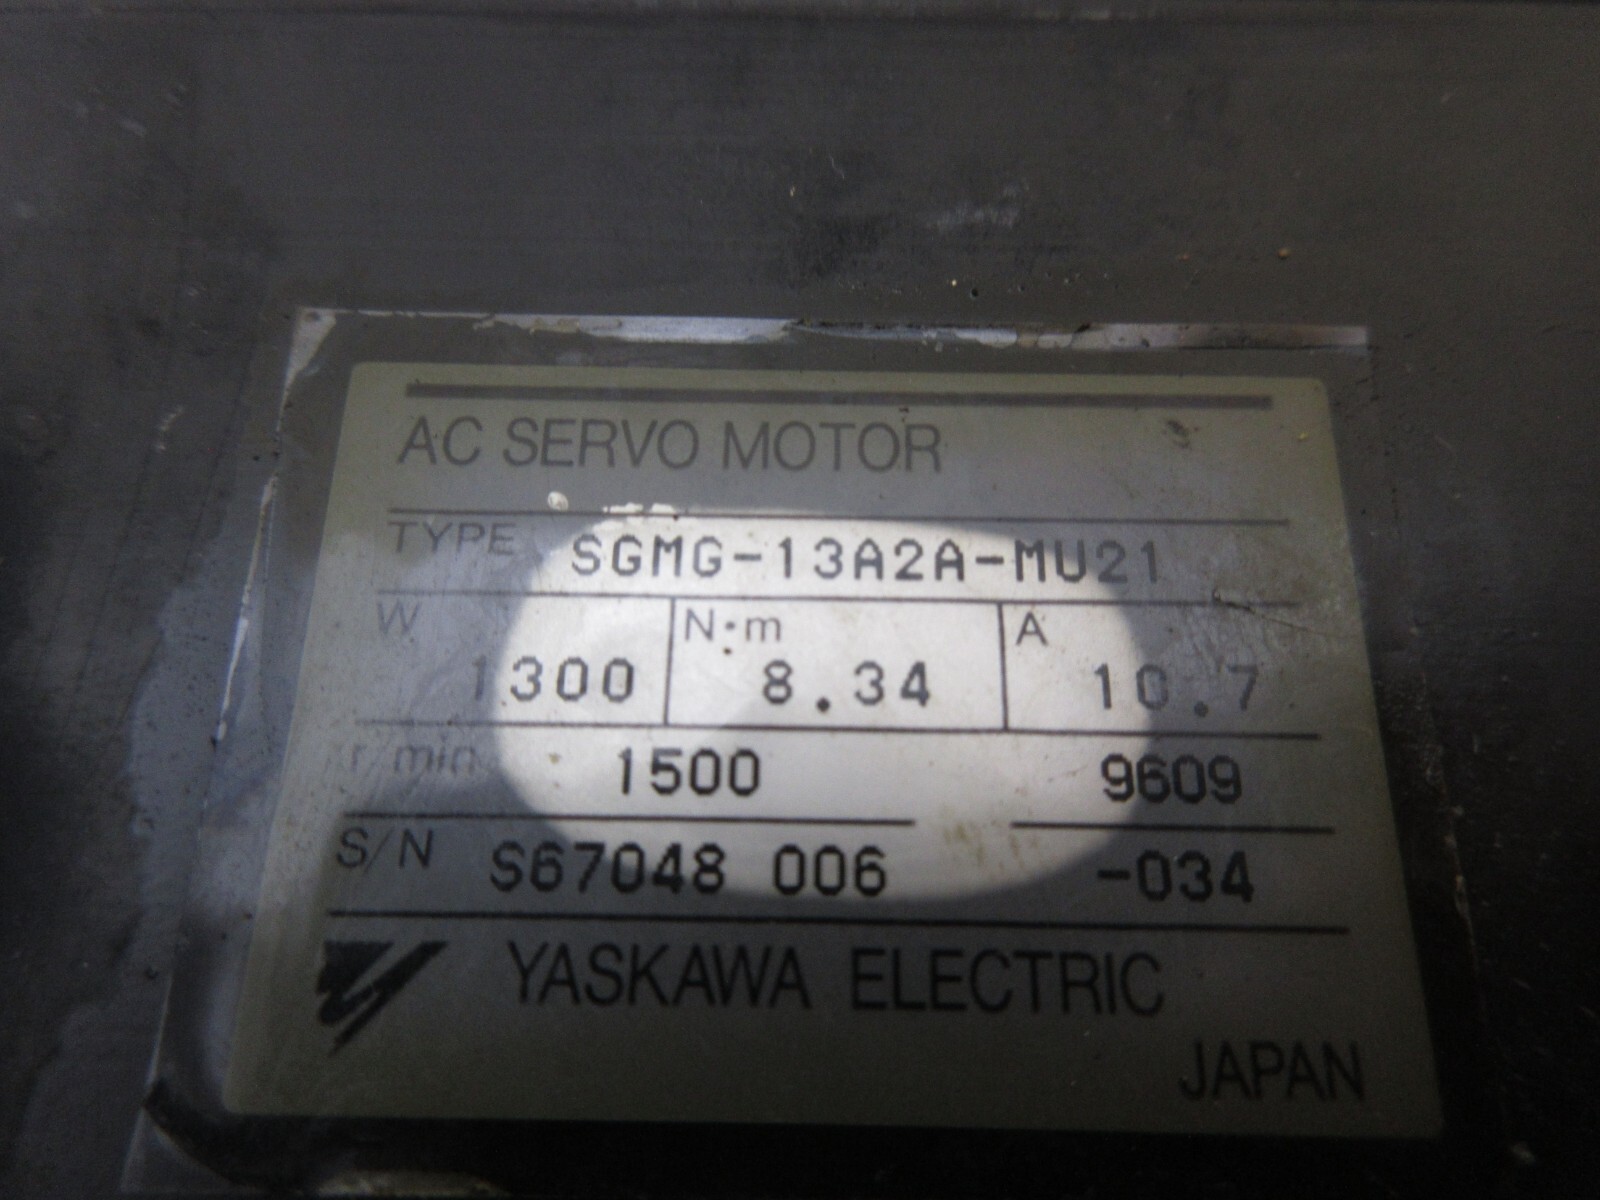 AC SERVO MOTOR
TYPE SGMG-13A2A-MU21
W 1300 N·m 8.34 A 10.7
r/min 1500 9609
S/N S67048 006 -034
YASKAWA ELECTRIC
JAPAN